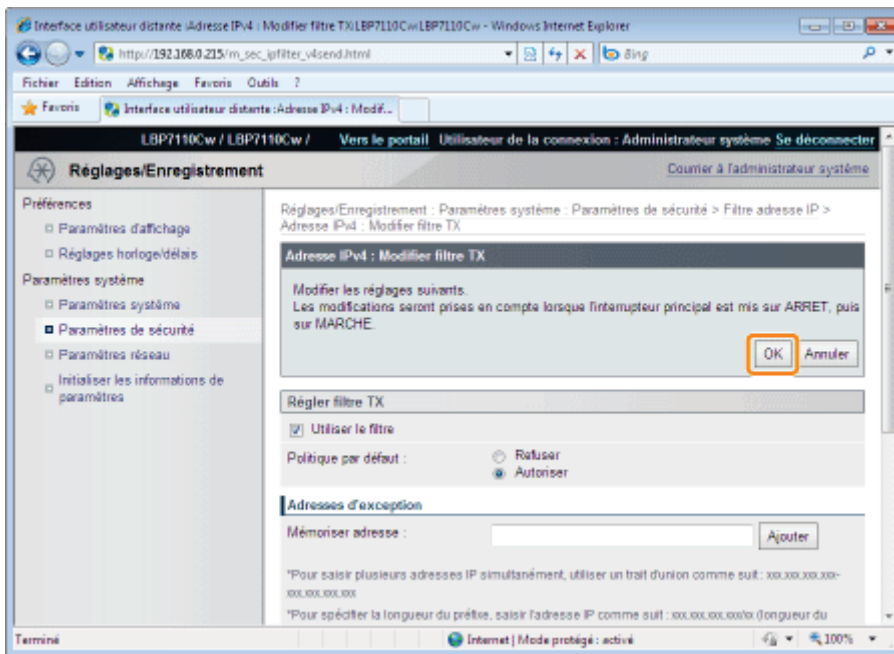 Interface utilisateur distante :Adresse IPv4 : Modifier filtre TX:LBP7110Cw:LBP7110Cw - Windows Internet Explorer
http://192.168.0.215/m_sec_ipfilter_v4send.html
Bing
Fichier Edition Affichage Favoris Outils ?
Favoris
Interface utilisateur distante :Adresse IPv4 : Modif...
LBP7110Cw / LBP7110Cw /
Vers le portail Utilisateur de la connexion : Administrateur système Se déconnecter
Réglages/Enregistrement
Courrier à l'administrateur système
Préférences
Paramètres d'affichage
Réglages horloge/délais
Paramètres système
Paramètres système
Paramètres de sécurité
Paramètres réseau
Initialiser les informations de
paramètres
Réglages/Enregistrement : Paramètres système : Paramètres de sécurité > Filtre adresse IP >
Adresse IPv4 : Modifier filtre TX
Adresse IPv4 : Modifier filtre TX
Modifier les réglages suivants.
Les modifications seront prises en compte lorsque l'interrupteur principal est mis sur ARRET, puis
sur MARCHE.
OK Annuler
Régler filtre TX
Utiliser le filtre
Politique par défaut :
Refuser
Autoriser
Adresses d'exception
Mémoriser adresse :
Ajouter
*Pour saisir plusieurs adresses IP simultanément, utiliser un trait d'union comme suit : xxx.xxx.xxx.xxx-
xxx.xxx.xxx.xxx
*Pour spécifier la longueur du préfixe, saisir l'adresse IP comme suit : xxx.xxx.xxx.xxx/xx (longueur du
Terminé
Internet | Mode protégé : activé
100%